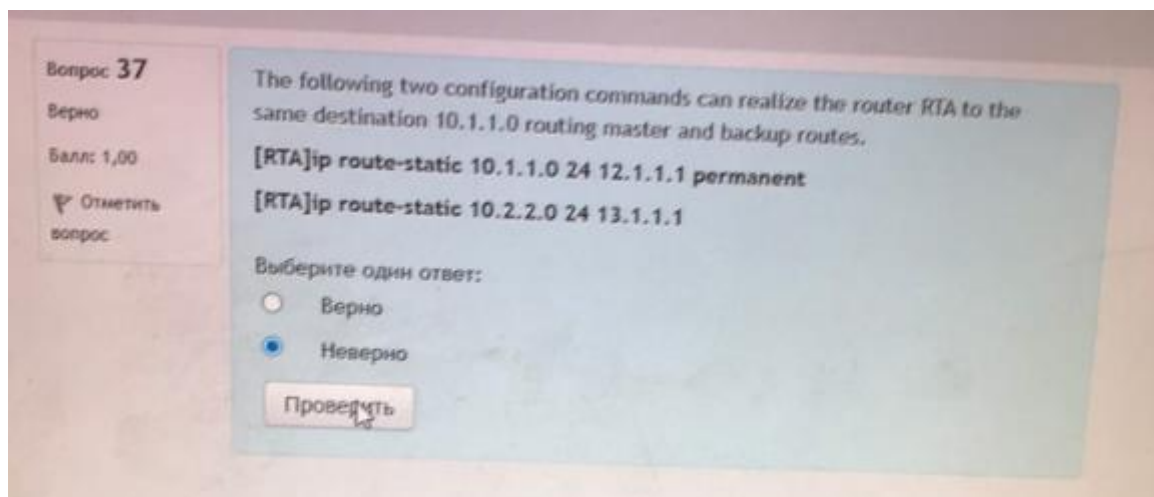 Вопрос 37
Верно
Балл: 1,00
Отметить
вопрос
The following two configuration commands can realize the router RTA to the
same destination 10.1.1.0 routing master and backup routes.
[RTA]ip route-static 10.1.1.0 24 12.1.1.1 permanent
[RTA]ip route-static 10.2.2.0 24 13.1.1.1
Выберите один ответ:
Верно
Неверно
Проверить